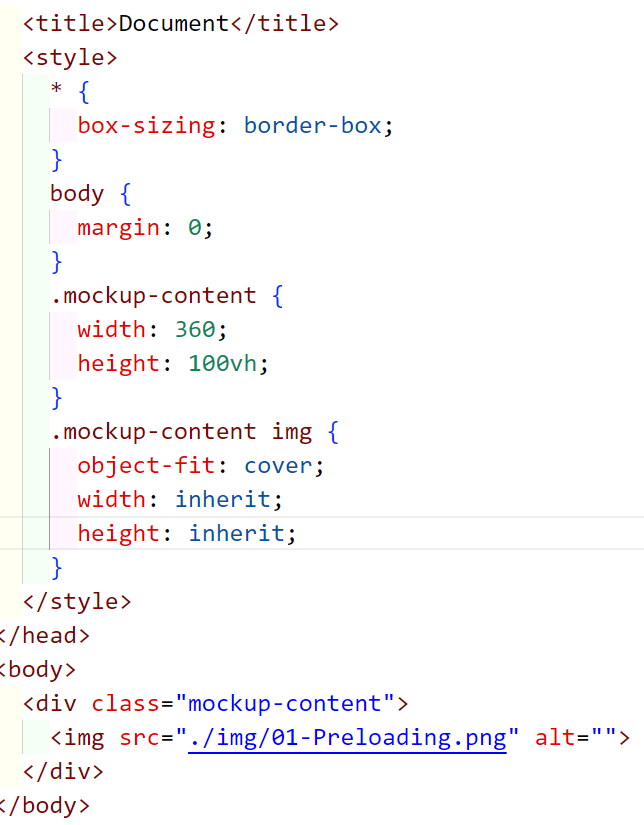 <title>Document</title>
<style>
* {
box-sizing: border-box;
}
body {
margin: 0;
}
.mockup-content {
width: 360;
height: 100vh;
}
.mockup-content img {
object-fit: cover;
width: inherit;
height: inherit;
}
</style>
</head>
<body>
<div class="mockup-content">
<img src="./img/01-Preloading.png" alt="">
</div>
</body>